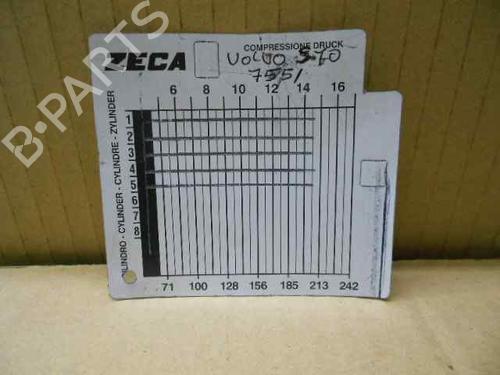 ZECA
COMPRESSIONE DRUCK
VOLVO S70
7551
6 8 10 12 14 16
CILINDRO - CYLINDER - CYLINDRE - ZYLINDER
1
2
3
4
5
6
7
8
71 100 128 156 185 213 242
B-Parts